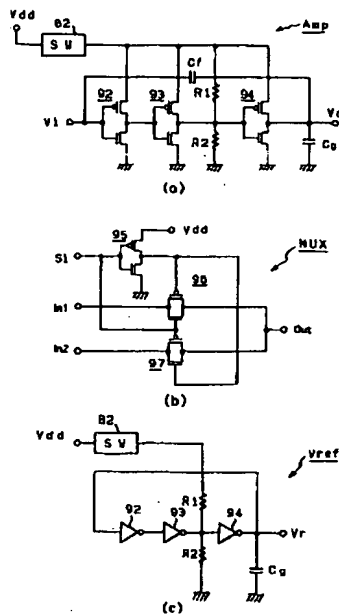 Vdd
82
SW
Amp
Cf
92
93
R1
94
Vi
R2
Cg
(a)
95
Vdd
MUX
S1
96
In1
Out
In2
97
(b)
82
Vdd
SW
Vref
R1
92
93
94
Vr
R2
Cg
(c)